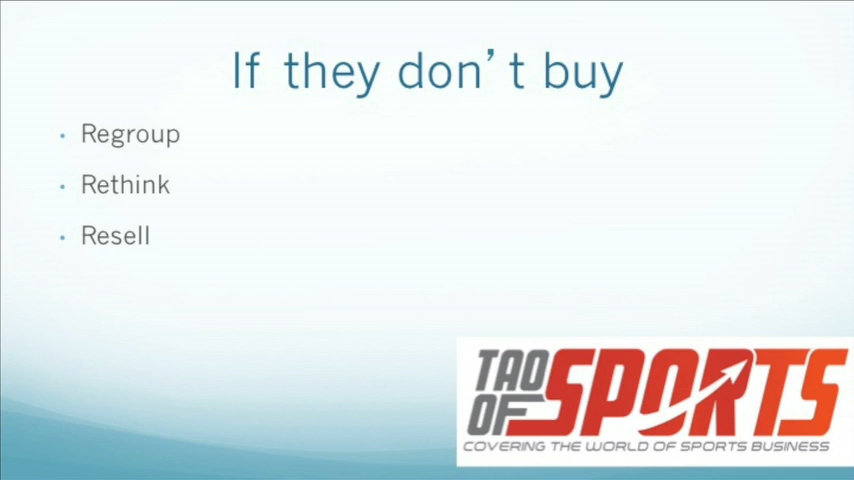 If they don't buy
• Regroup
• Rethink
• Resell
TAO
OF
SPORTS
COVERING THE WORLD OF SPORTS BUSINESS